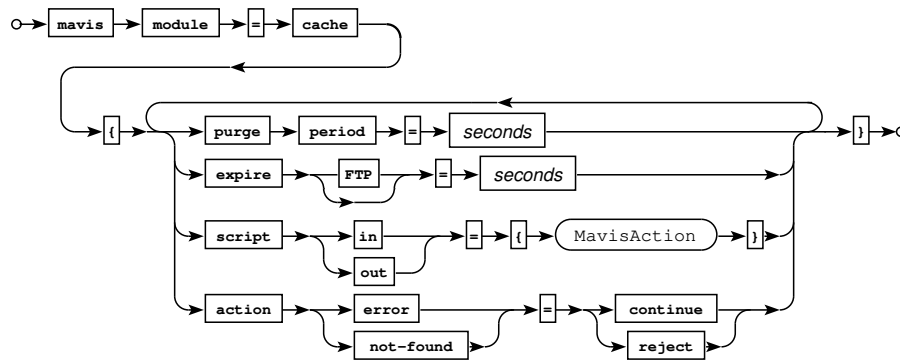 mavis module = cache
{ purge period = seconds }
expire FTP = seconds
script in = { MavisAction }
out
action error = continue
not-found reject